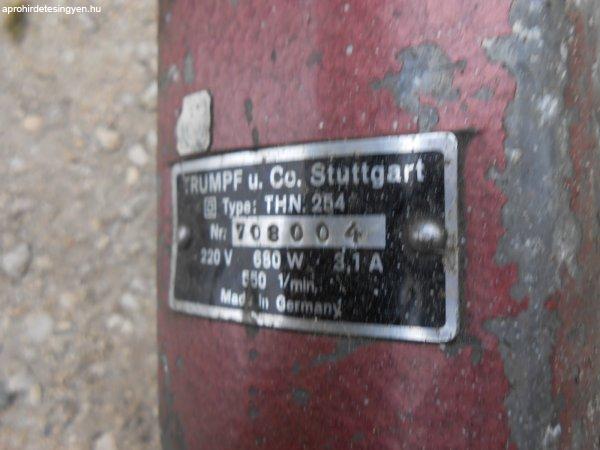 aprohirdetesingyen.hu
TRUMPF u. Co. Stuttgart
Type: THN. 254
Nr. 708004
220 V 680 W 3.1 A
550 1/min.
Made in Germany